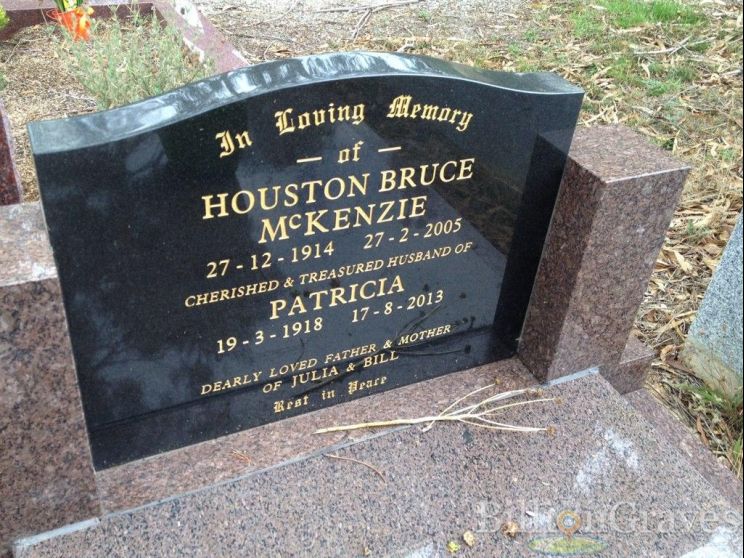 In Loving Memory
— of —
HOUSTON BRUCE
McKENZIE
27-12-1914 27-2-2005
CHERISHED & TREASURED HUSBAND OF
PATRICIA
19-3-1918 17-8-2013
DEARLY LOVED FATHER & MOTHER
OF JULIA & BILL
Rest in Peace
BillionGraves